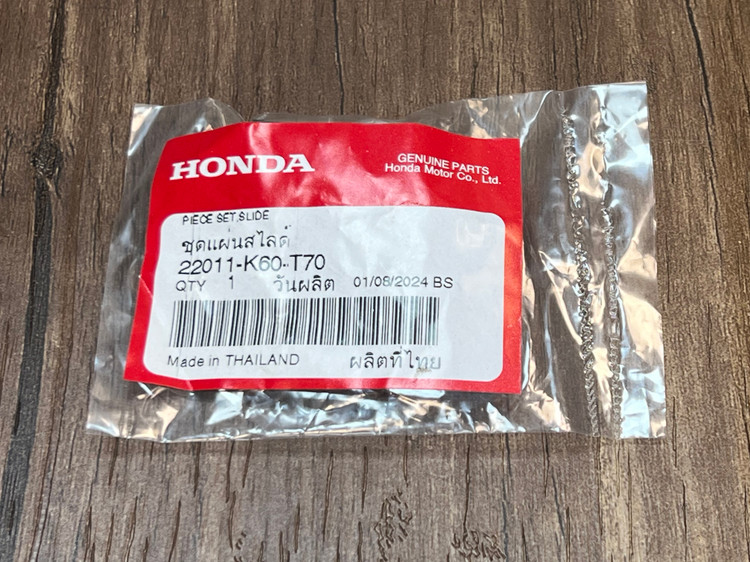 HONDA
GENUINE PARTS
Honda Motor Co., Ltd.
PIECE SET,SLIDE
ชุดแผ่นสไลด์
22011-K60-T70
QTY 1 วันผลิต 01/08/2024 BS
Made in THAILAND ผลิตที่ไทย